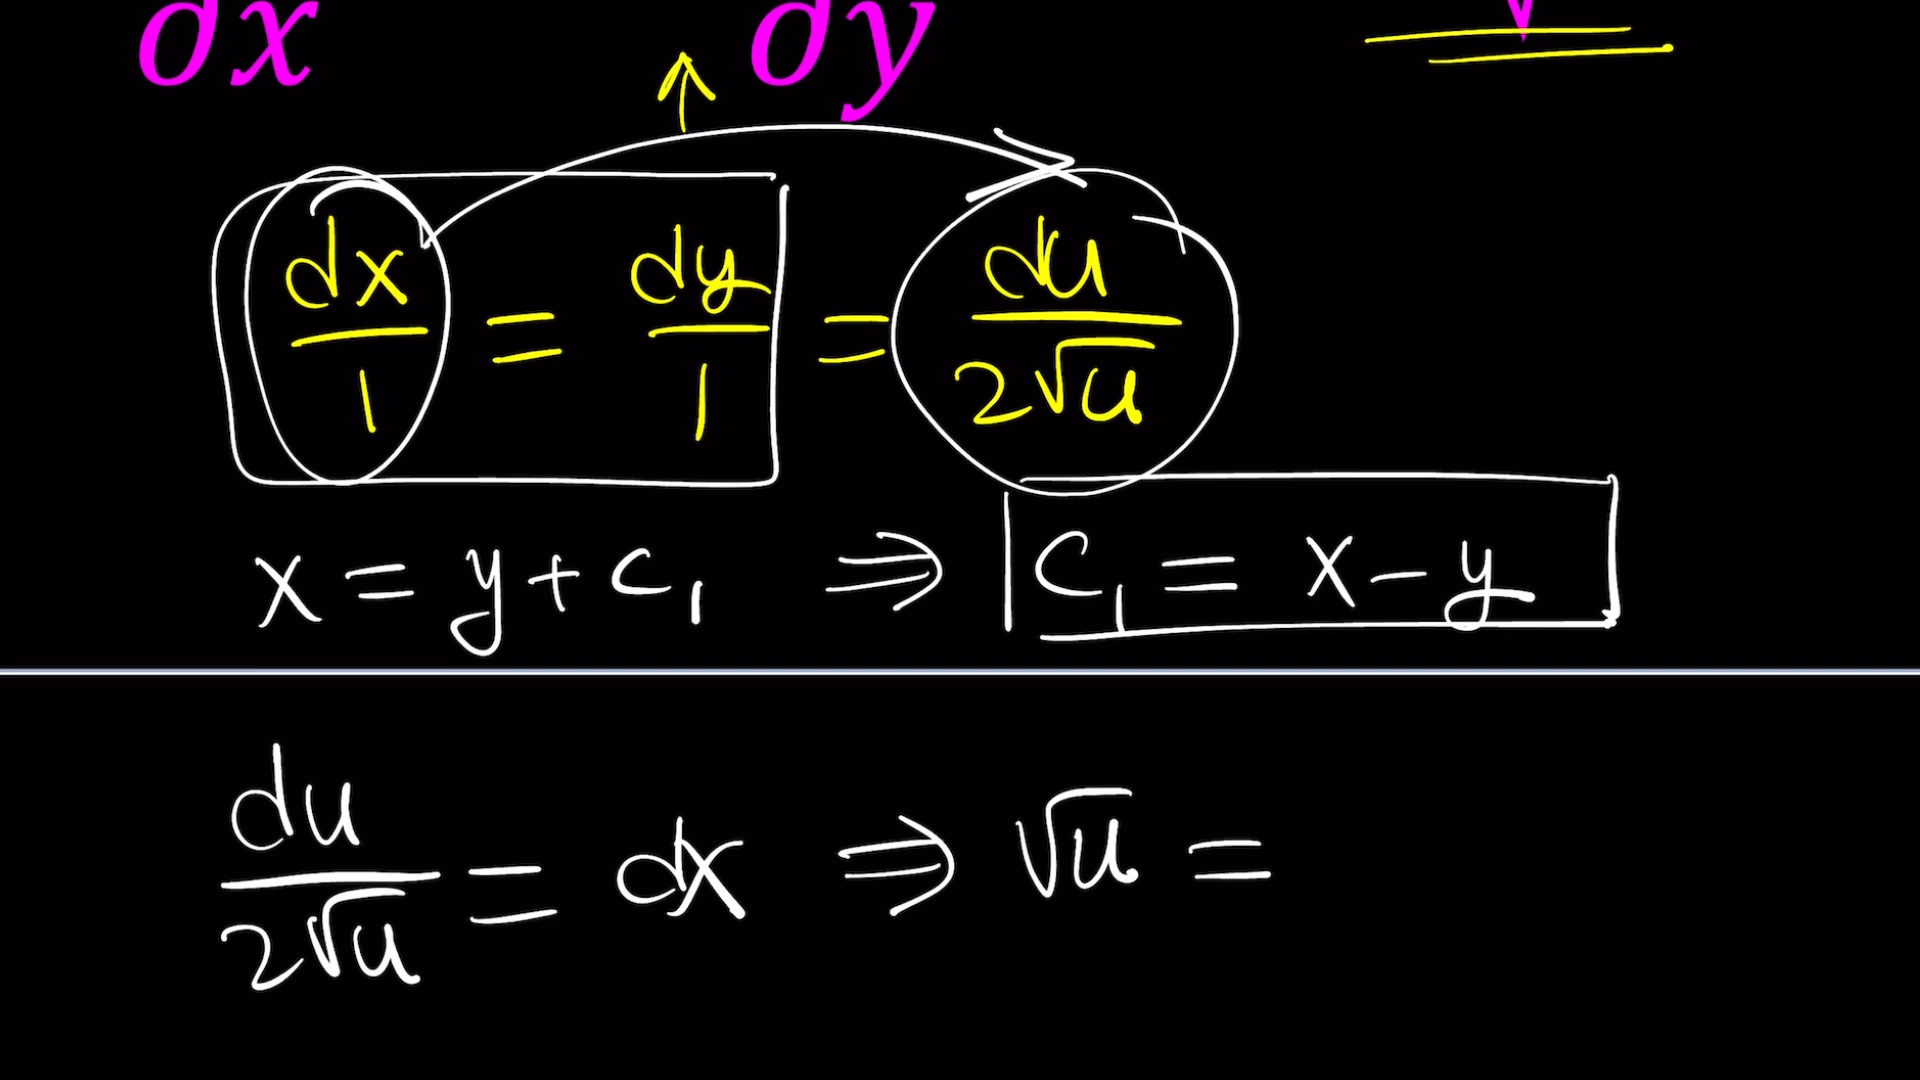 ∂x ∂y √
dx/1 = dy/1 = du/2√u
x = y + c₁ ⇒ c₁ = x - y
du/2√u = dx ⇒ √u =